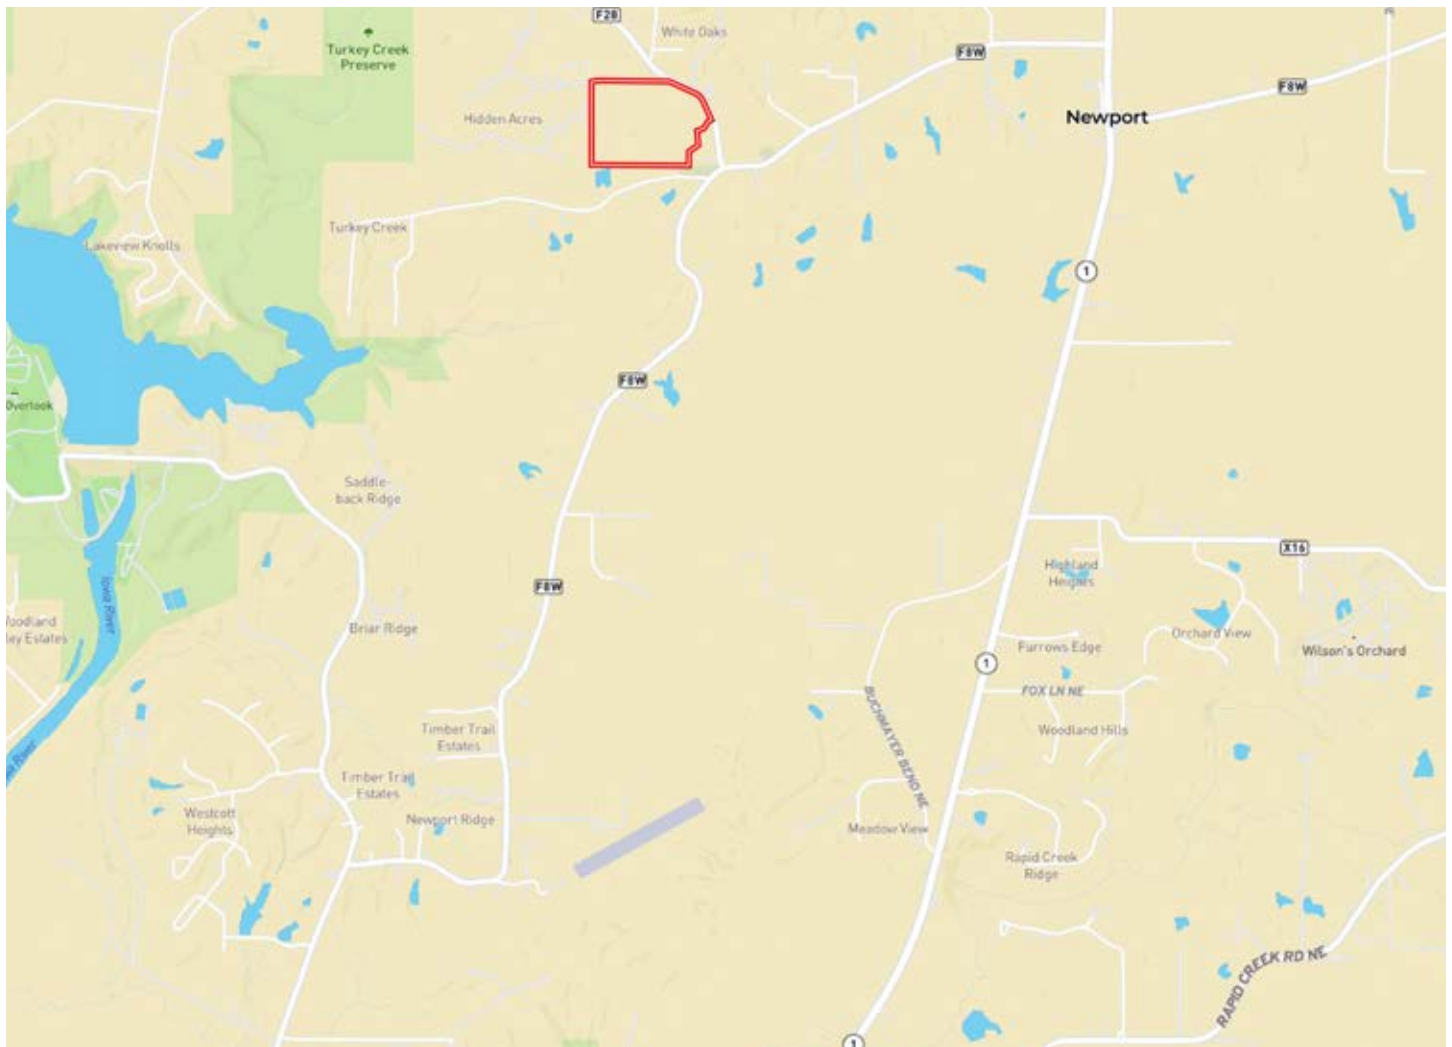 F28
White Oaks
Turkey Creek
Preserve
F8W
F8W
Hidden Acres
Newport
Turkey Creek
Lakeview Knolls
1
F8W
Overlook
Saddle-
back Ridge
X16
Highland
Heights
F8W
Iowa River
Woodland
ley Estates
Briar Ridge
Orchard View
Furrows Edge
Wilson's Orchard
1
FOX LN NE
BUCHMAYER BEND NE
Timber Trail
Estates
Woodland Hills
Timber Trail
Estates
Westcott
Heights
Newport Ridge
Meadow View
Rapid Creek
Ridge
RAPID CREEK RD NE
1